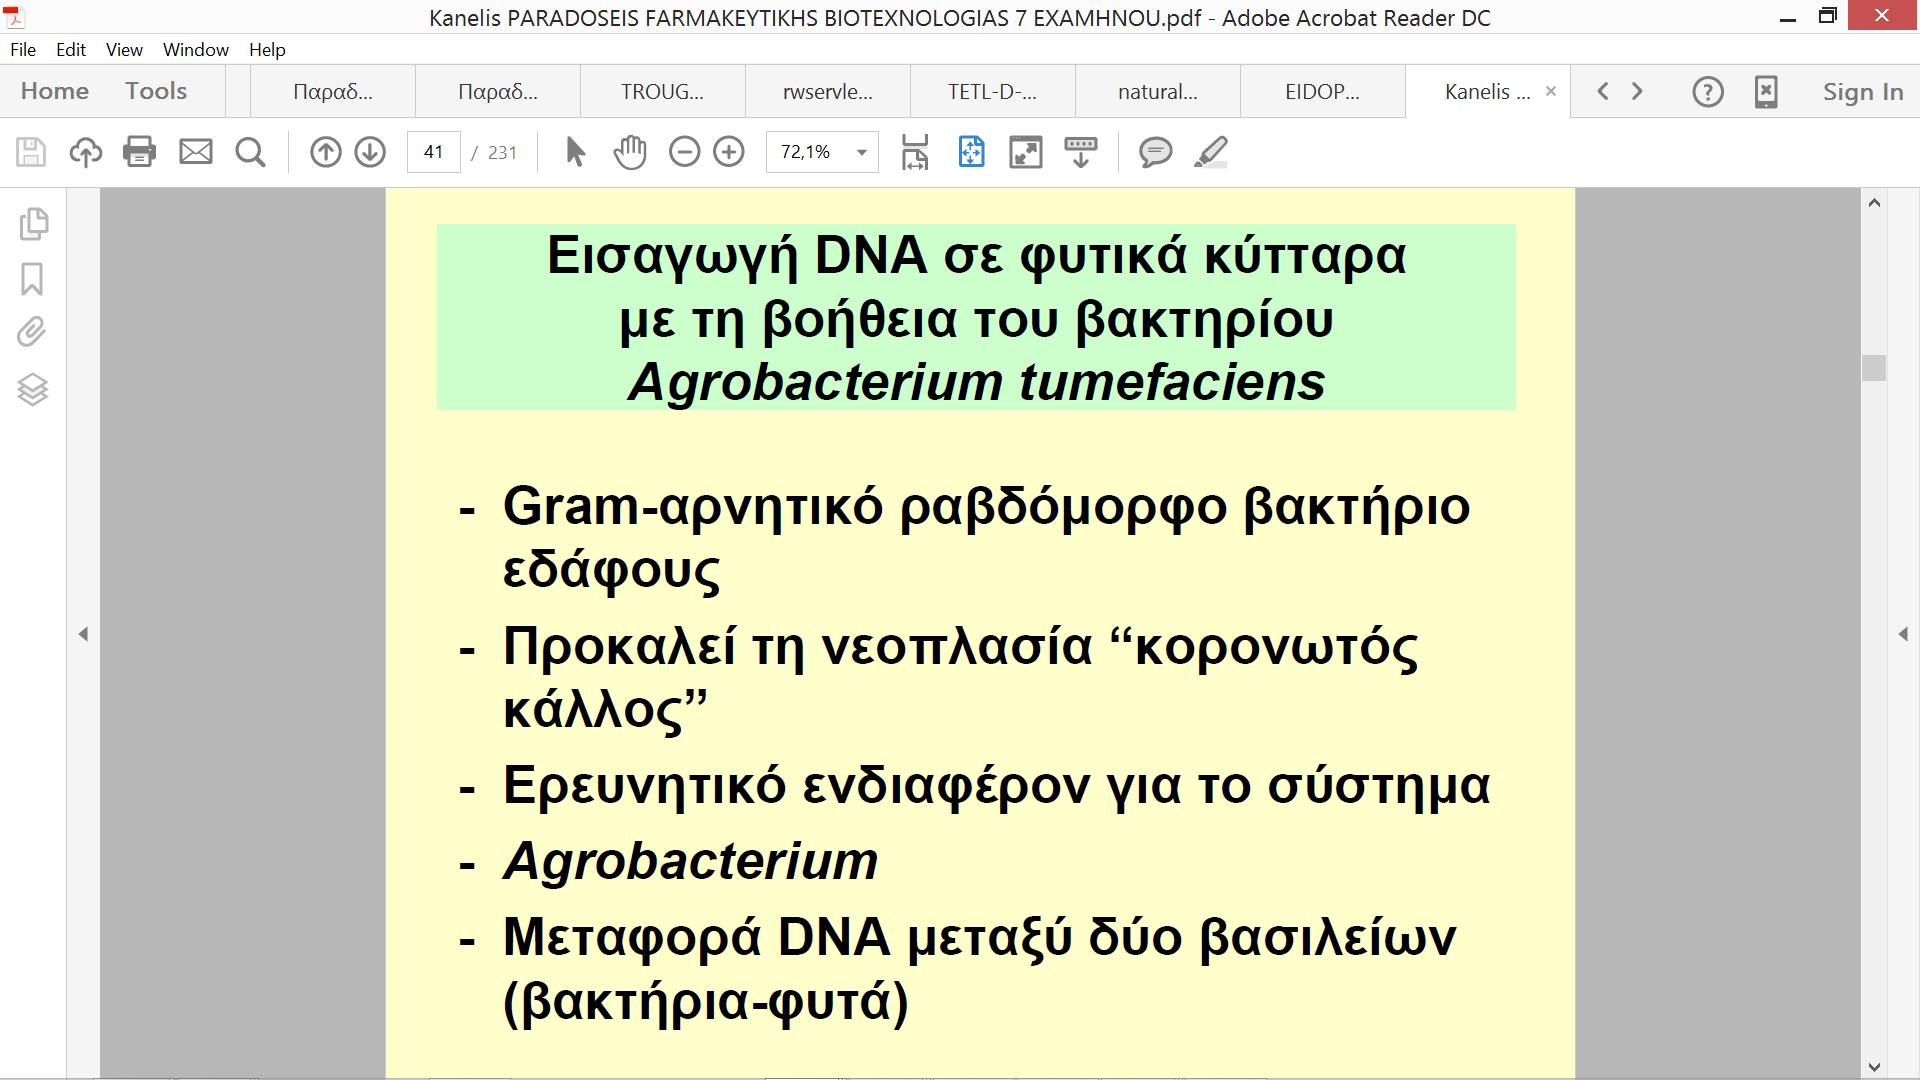 Kanelis PARADOSEIS FARMAKEYTIKHS BIOTEXNOLOGIAS 7 EXAMHNOU.pdf - Adobe Acrobat Reader DC
File Edit View Window Help
Home Tools Παραδ... Παραδ... TROUG... rwservle... TETL-D-... natural... EIDOP... Kanelis ... × Sign In
41 / 231 72,1%
Εισαγωγή DNA σε φυτικά κύτταρα
με τη βοήθεια του βακτηρίου
Agrobacterium tumefaciens
- Gram-αρνητικό ραβδόμορφο βακτήριο
εδάφους
- Προκαλεί τη νεοπλασία “κορονωτός
κάλλος”
- Ερευνητικό ενδιαφέρον για το σύστημα
- Agrobacterium
- Μεταφορά DNA μεταξύ δύο βασιλείων
(βακτήρια-φυτά)